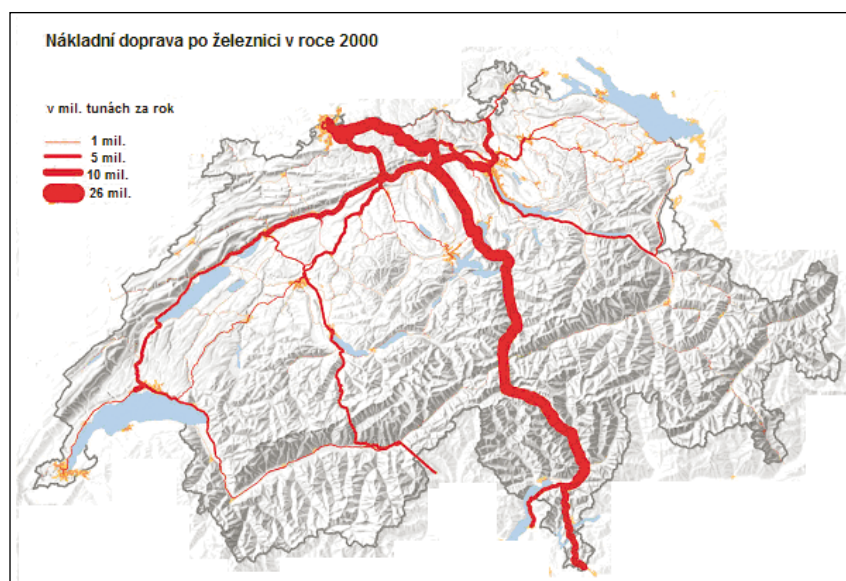 Nákladní doprava po železnici v roce 2000
v mil. tunách za rok
1 mil.
5 mil.
10 mil.
26 mil.